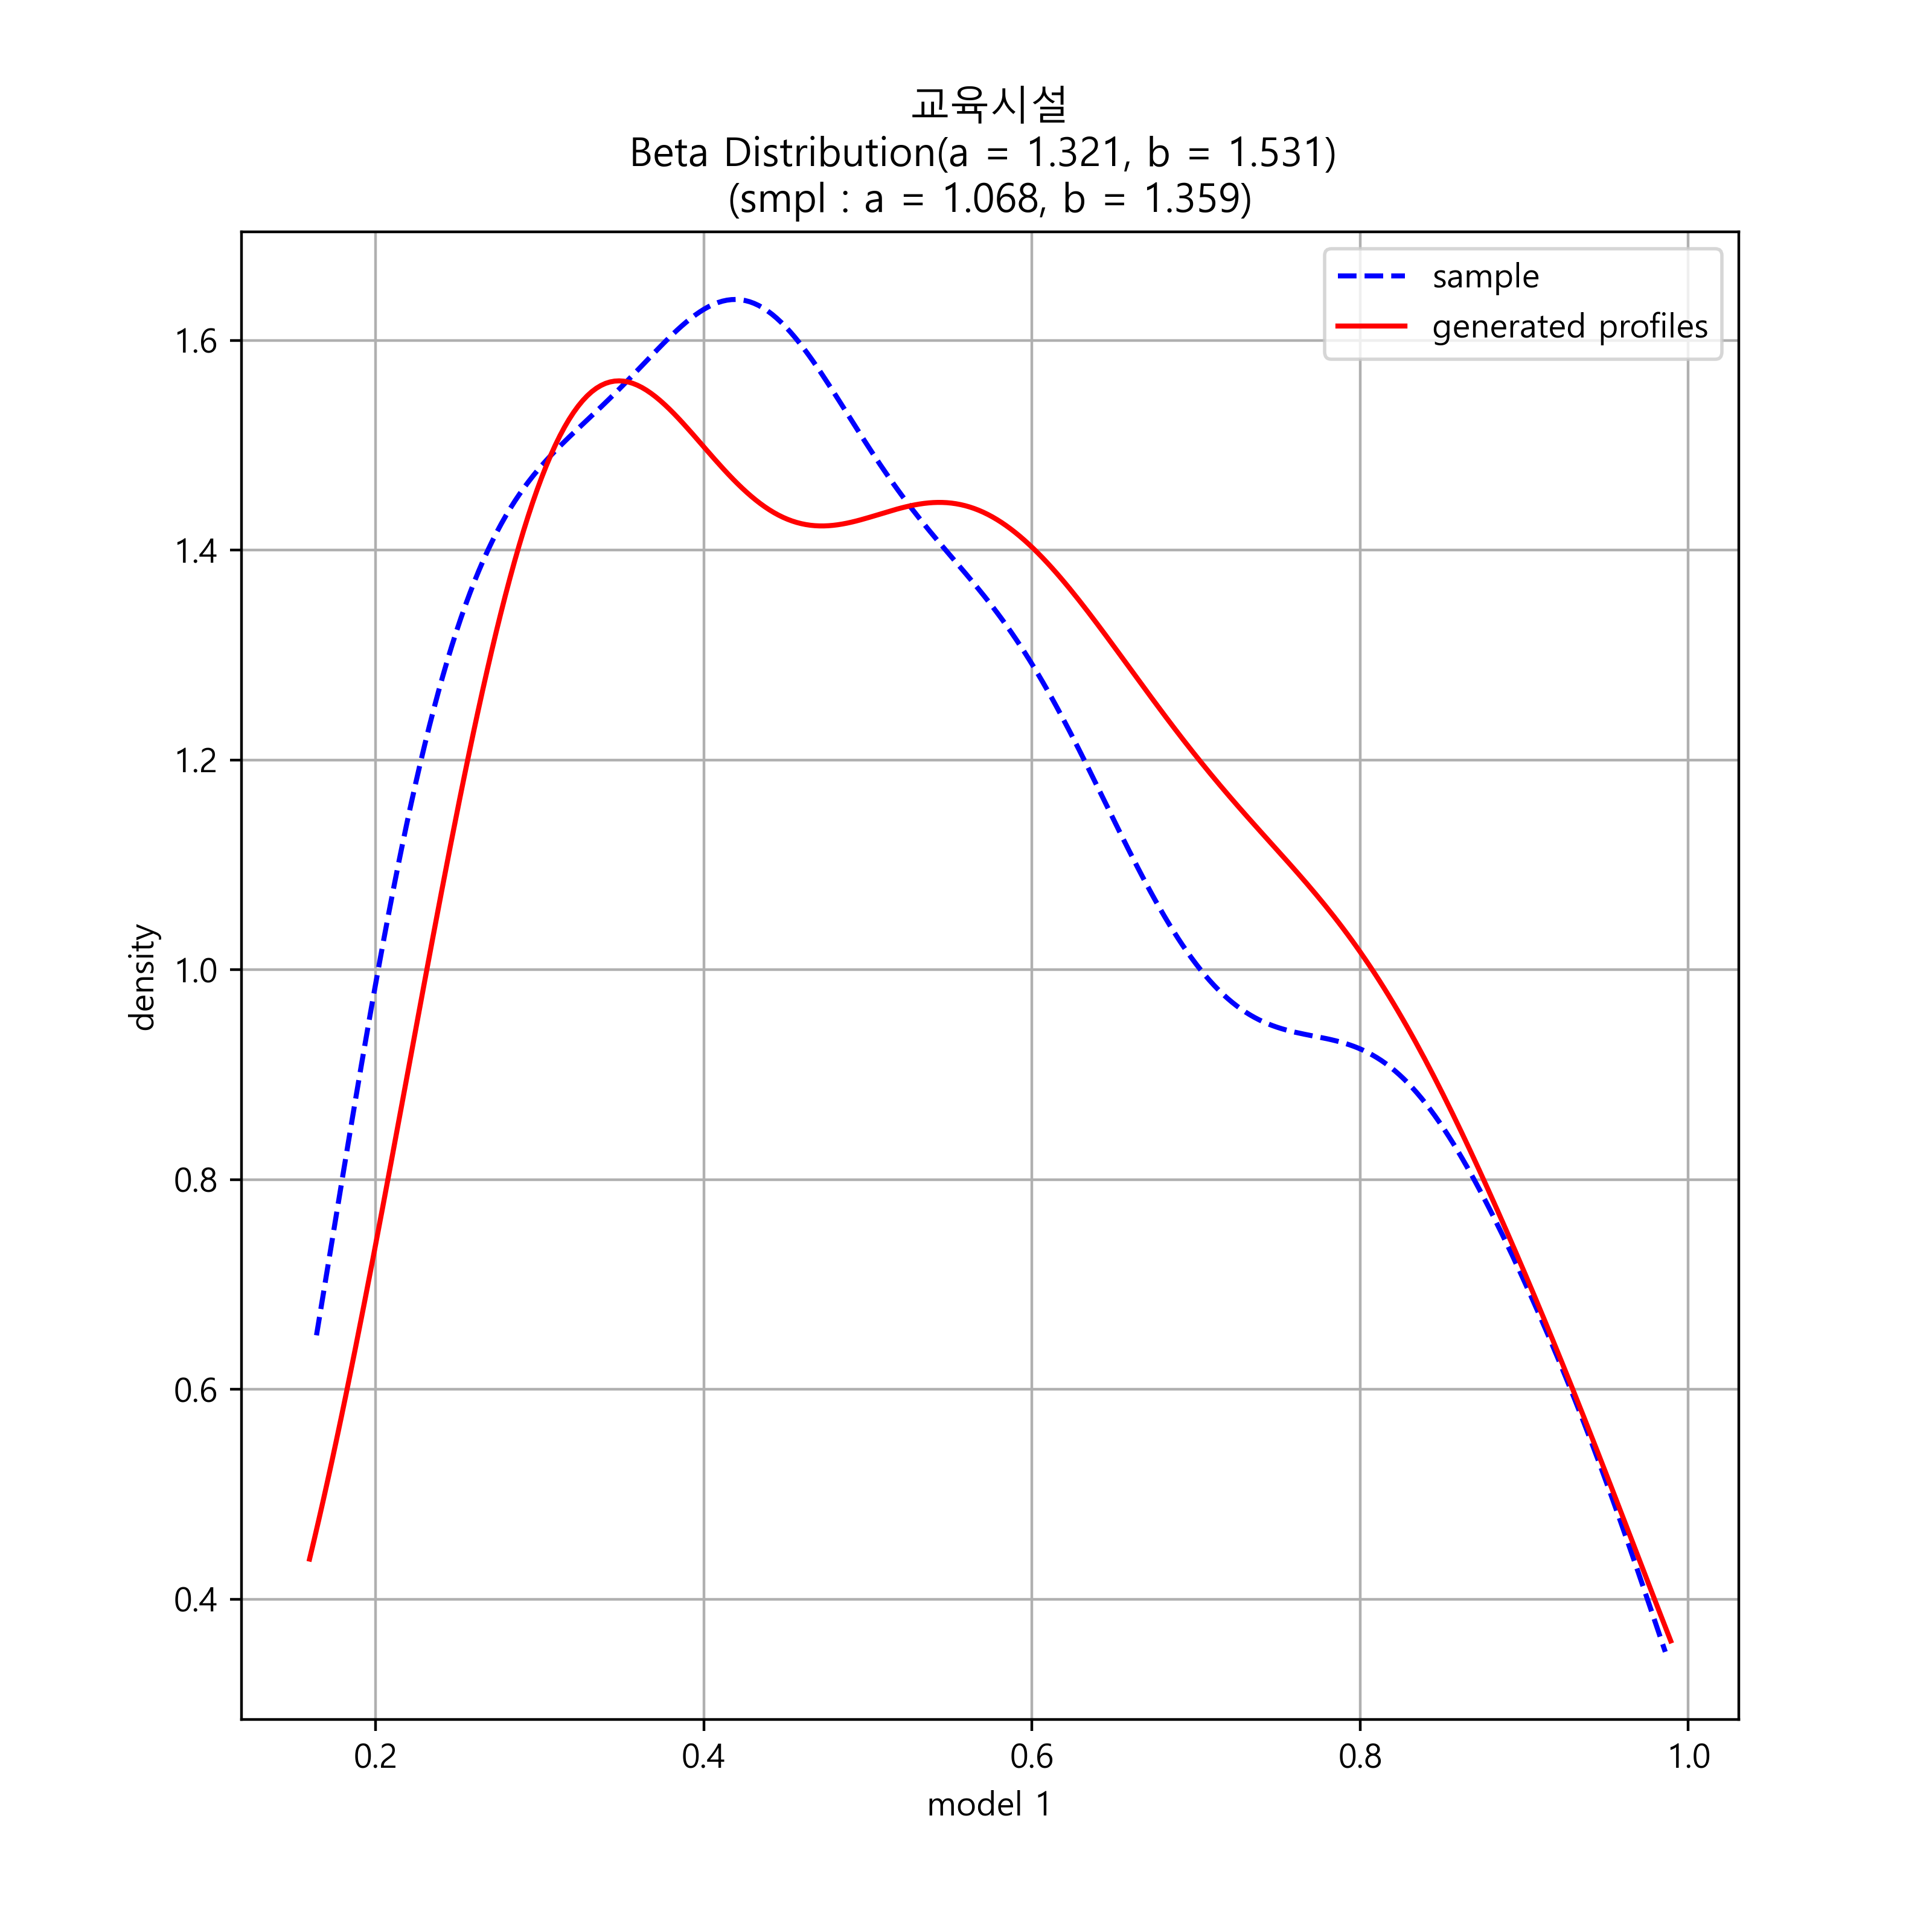 교육시설
Beta Distribution(a = 1.321, b = 1.531)
(smpl : a = 1.068, b = 1.359)
sample
generated profiles
1.6
1.4
1.2
1.0
0.8
0.6
0.4
density
0.2 0.4 0.6 0.8 1.0
model 1